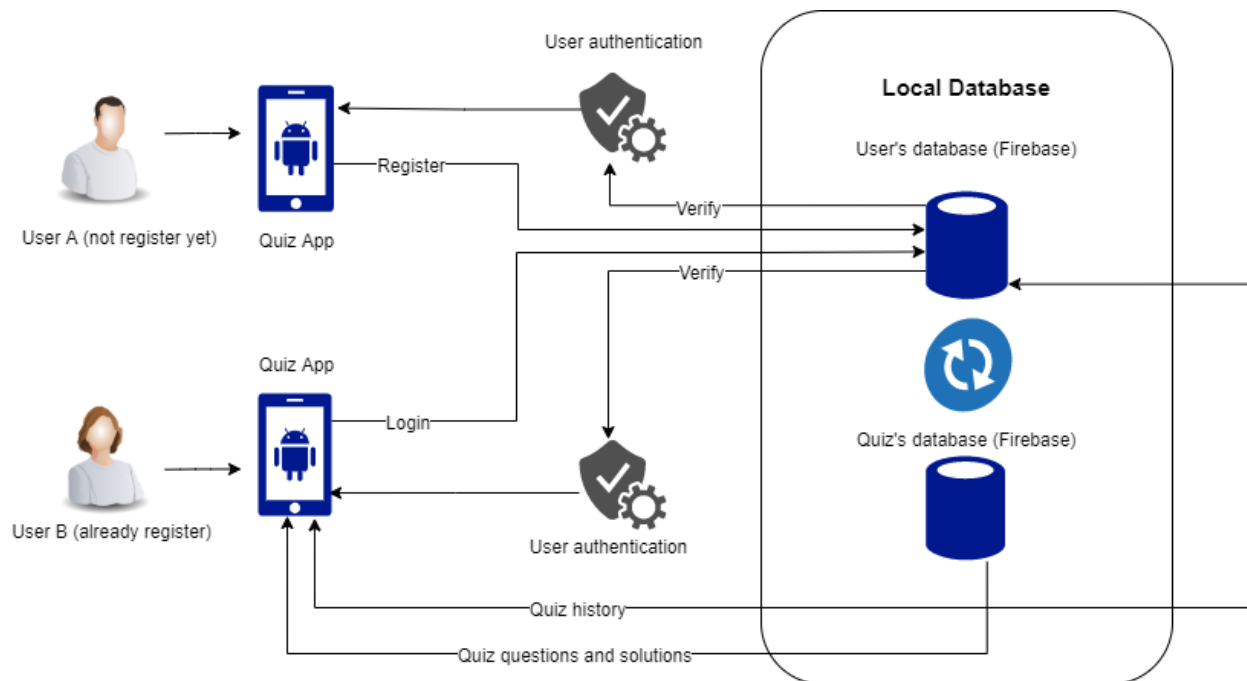 User authentication
Local Database
User's database (Firebase)
Register
Verify
User A (not register yet)
Quiz App
Verify
Quiz App
Login
Quiz's database (Firebase)
User B (already register)
User authentication
Quiz history
Quiz questions and solutions